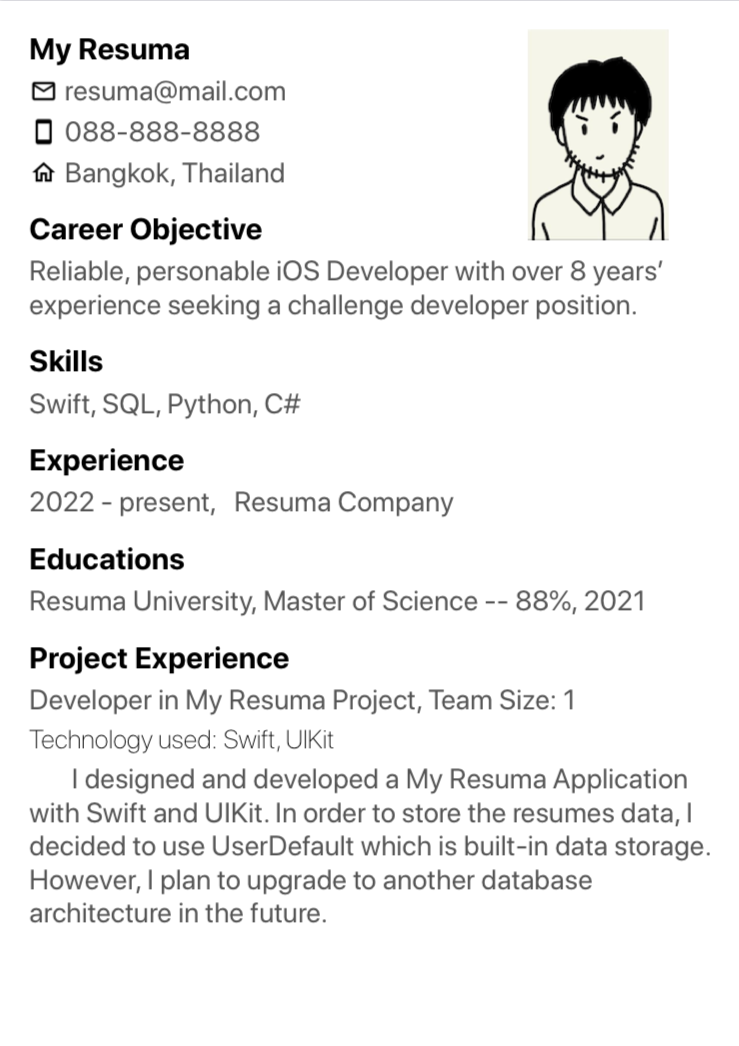 My Resuma
resuma@mail.com
088-888-8888
Bangkok, Thailand
Career Objective
Reliable, personable iOS Developer with over 8 years’
experience seeking a challenge developer position.
Skills
Swift, SQL, Python, C#
Experience
2022 - present,  Resuma Company
Educations
Resuma University, Master of Science -- 88%, 2021
Project Experience
Developer in My Resuma Project, Team Size: 1
Technology used: Swift, UIKit
I designed and developed a My Resuma Application
with Swift and UIKit. In order to store the resumes data, I
decided to use UserDefault which is built-in data storage.
However, I plan to upgrade to another database
architecture in the future.